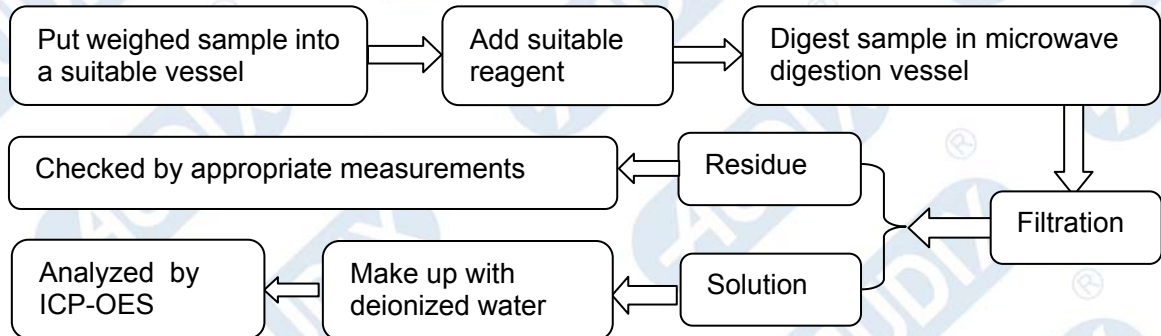 Put weighed sample into
a suitable vessel
Add suitable
reagent
Digest sample in microwave
digestion vessel
Filtration
Residue
Checked by appropriate measurements
Solution
Make up with
deionized water
Analyzed by
ICP-OES
AUDIX
®
®
®